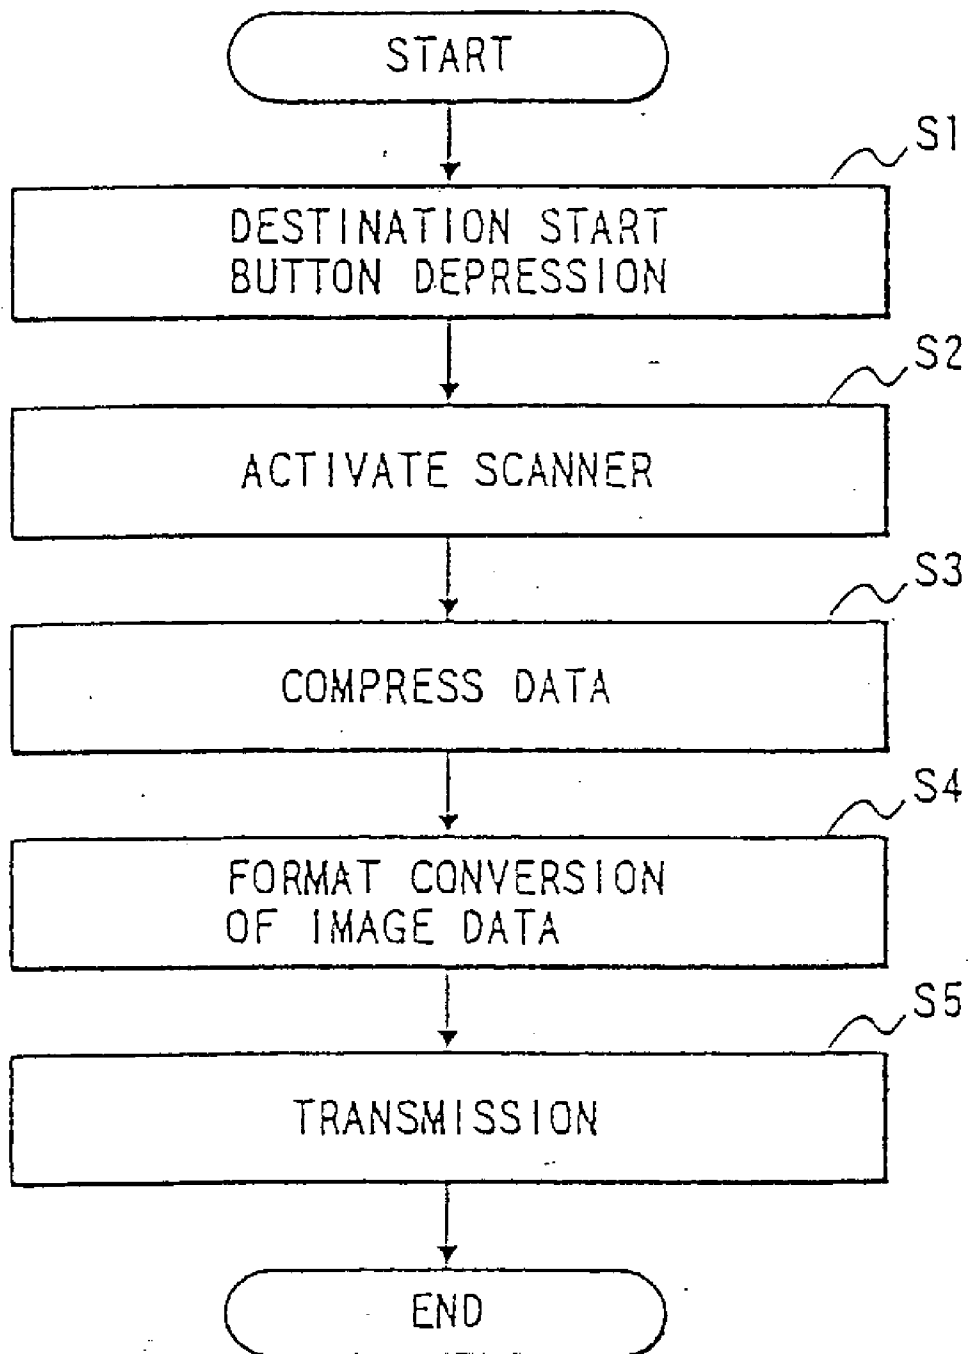 START
S1
DESTINATION START
BUTTON DEPRESSION
S2
ACTIVATE SCANNER
S3
COMPRESS DATA
S4
FORMAT CONVERSION
OF IMAGE DATA
S5
TRANSMISSION
END